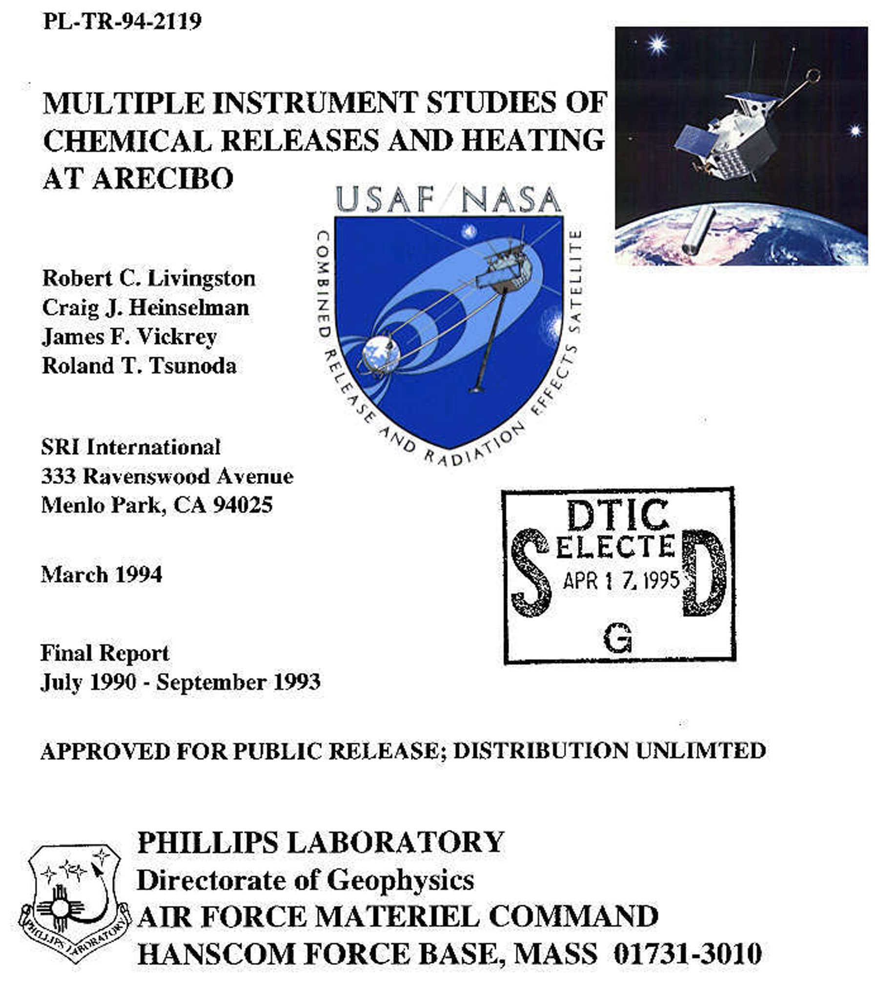 PL-TR-94-2119
MULTIPLE INSTRUMENT STUDIES OF
CHEMICAL RELEASES AND HEATING
AT ARECIBO
USAF/NASA
COMBINED RELEASE AND RADIATION EFFECTS SATELLITE
Robert C. Livingston
Craig J. Heinselman
James F. Vickrey
Roland T. Tsunoda
SRI International
333 Ravenswood Avenue
Menlo Park, CA 94025
DTIC
SELECTED
APR 17, 1995
G
March 1994
Final Report
July 1990 - September 1993
APPROVED FOR PUBLIC RELEASE; DISTRIBUTION UNLIMTED
PHILLIPS LABORATORY
Directorate of Geophysics
AIR FORCE MATERIEL COMMAND
HANSCOM FORCE BASE, MASS 01731-3010
PHILLIPS LABORATORY